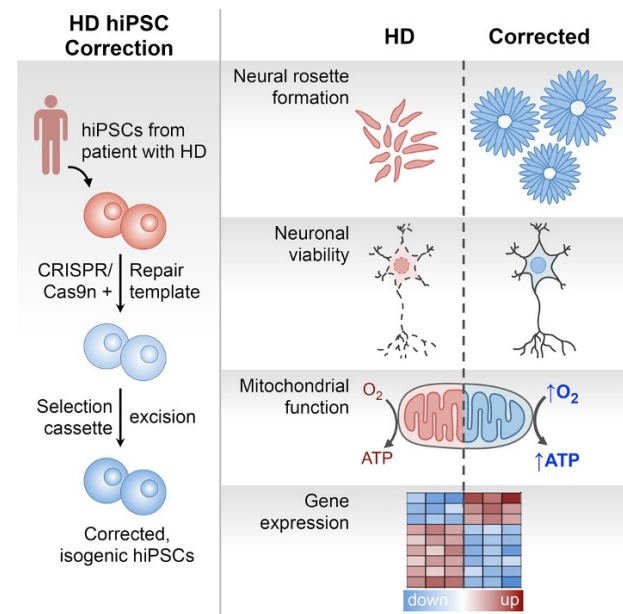 HD hiPSC
Correction
hiPSCs from
patient with HD
CRISPR/ Repair
Cas9n + template
Selection excision
cassette
Corrected,
isogenic hiPSCs
HD Corrected
Neural rosette
formation
Neuronal
viability
Mitochondrial
function
O₂ ↑O₂
ATP ↑ATP
Gene
expression
down up